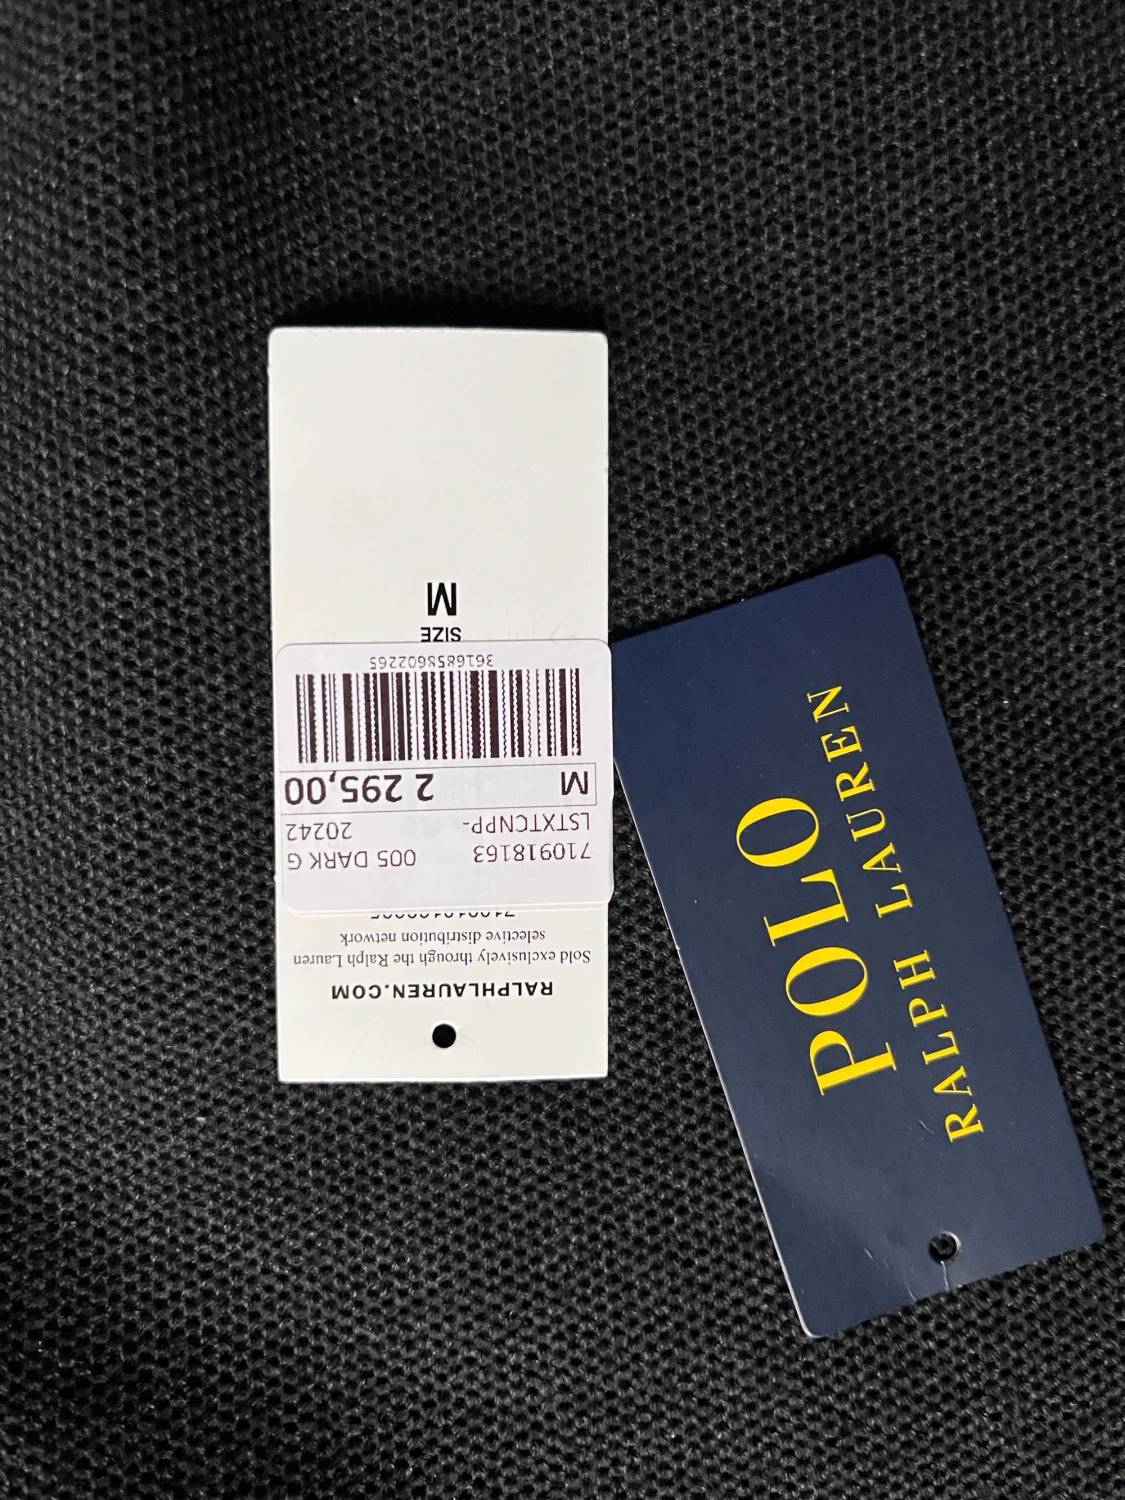 RALPHLAUREN.COM
Sold exclusively through the Ralph Lauren
selective distribution network
710918163 005 DARK G
LSTXTCNPP- 20242
M 2 295,00
3616858602265
SIZE
M
POLO
RALPH LAUREN